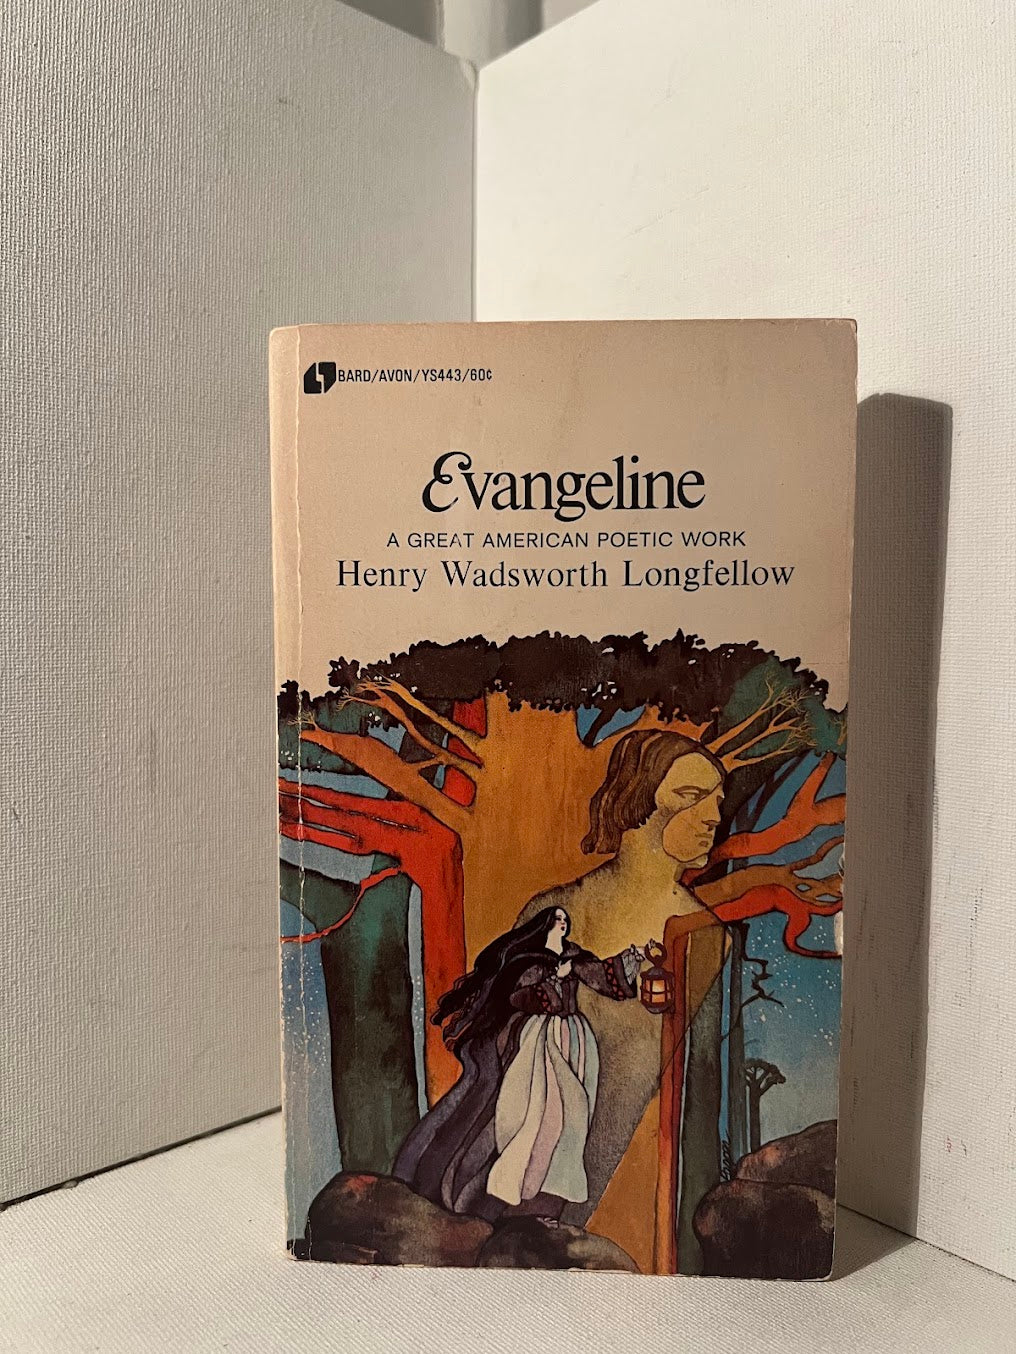 BARD/AVON/YS443/60¢
Evangeline
A GREAT AMERICAN POETIC WORK
Henry Wadsworth Longfellow